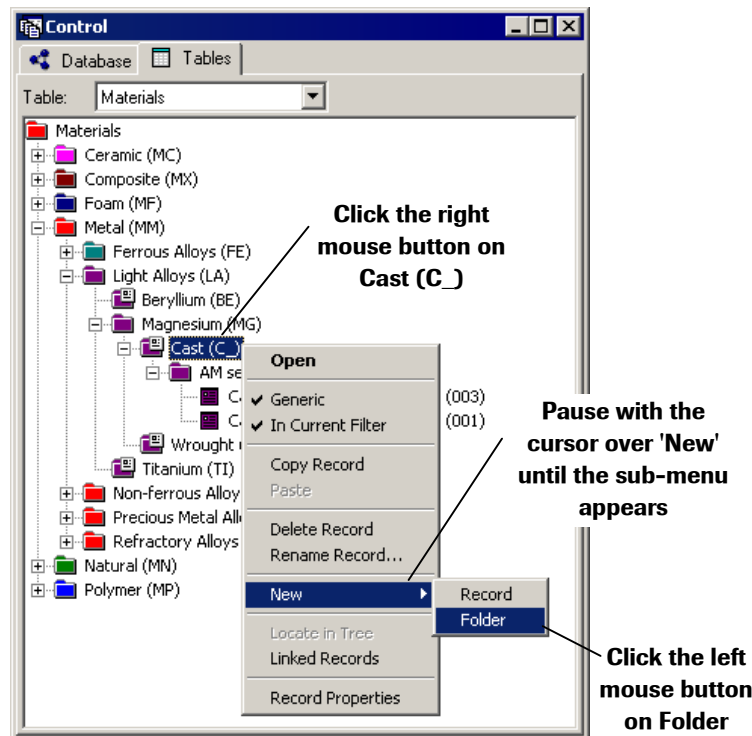 Control
Database Tables
Table: Materials
Materials
Ceramic (MC)
Composite (MX)
Foam (MF)
Metal (MM)
Ferrous Alloys (FE)
Light Alloys (LA)
Beryllium (BE)
Magnesium (MG)
Cast (C_)
AM se
(003)
(001)
Wrought
Titanium (TI)
Non-ferrous Alloy
Precious Metal All
Refractory Alloys
Natural (MN)
Polymer (MP)
Click the right
mouse button on
Cast (C_)
Open
Generic
In Current Filter
Copy Record
Paste
Delete Record
Rename Record...
New
Locate in Tree
Linked Records
Record Properties
Record
Folder
Pause with the
cursor over 'New'
until the sub-menu
appears
Click the left
mouse button
on Folder